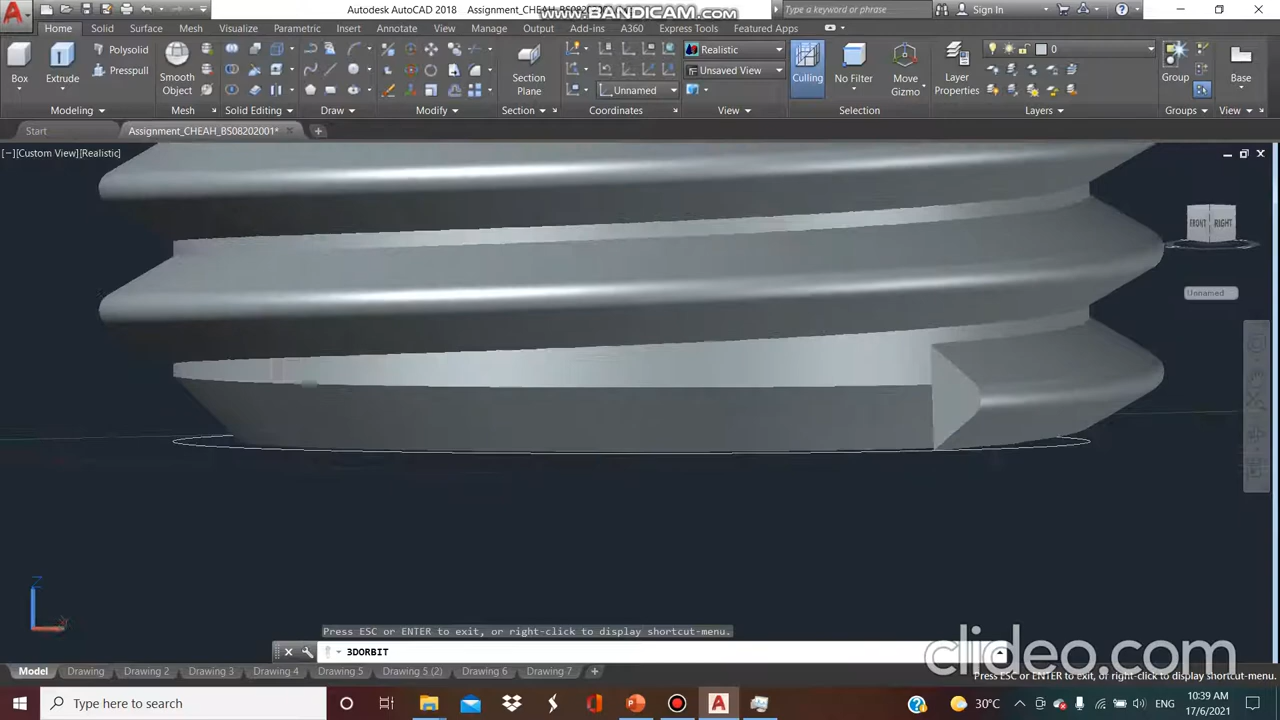 Autodesk AutoCAD 2018
www.BANDICAM.com
Type a keyword or phrase
Sign In
Home
Solid
Surface
Mesh
Visualize
Parametric
Insert
Annotate
View
Manage
Output
Add-ins
A360
Express Tools
Featured Apps
Box
Extrude
Polysolid
Presspull
Smooth
Object
Section
Plane
Unnamed
Realistic
Unsaved View
Culling
No Filter
Move
Gizmo
Layer
Properties
0
Group
Base
Modeling
Mesh
Solid Editing
Draw
Modify
Section
Coordinates
View
Selection
Layers
Groups
View
Start
Assignment_CHEAH_BS08202001*
[−][Custom View][Realistic]
FRONT
RIGHT
Unnamed
Z
Press ESC or ENTER to exit, or right-click to display shortcut-menu.
3DORBIT
clideo.com
Model
Drawing
Drawing 2
Drawing 3
Drawing 4
Drawing 5
Drawing 5 (2)
Drawing 6
Drawing 7
Press ESC or ENTER to exit, or right-click to display shortcut-menu.
Type here to search
30°C
ENG
10:39 AM
17/6/2021